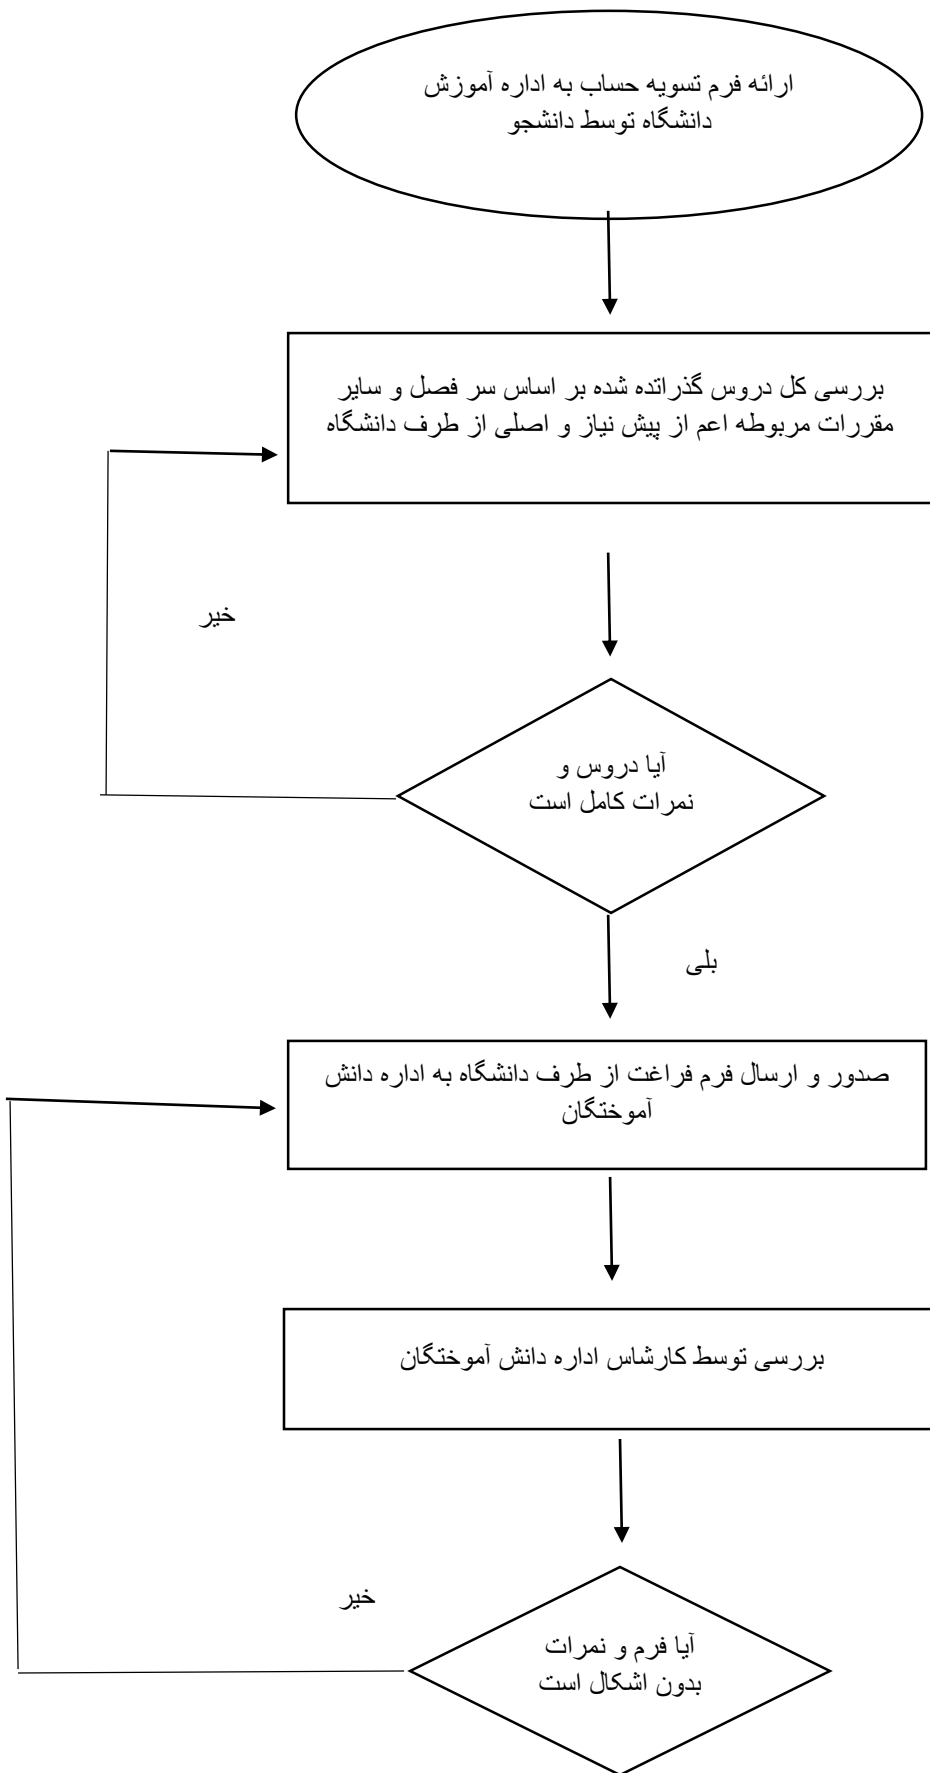 ارائه فرم تسویه حساب به اداره آموزش
دانشگاه توسط دانشجو
بررسی کل دروس گذراتده شده بر اساس سر فصل و سایر
مقررات مربوطه اعم از پیش نیاز و اصلی از طرف دانشگاه
خیر
آیا دروس و
نمرات کامل است
بلی
صدور و ارسال فرم فراغت از طرف دانشگاه به اداره دانش
آموختگان
بررسی توسط کارشاس اداره دانش آموختگان
خیر
آیا فرم و نمرات
بدون اشکال است